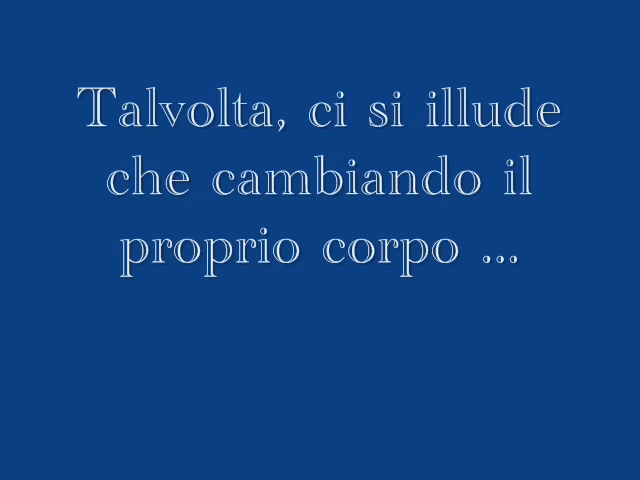 Talvolta, ci si illude
che cambiando il
proprio corpo ...